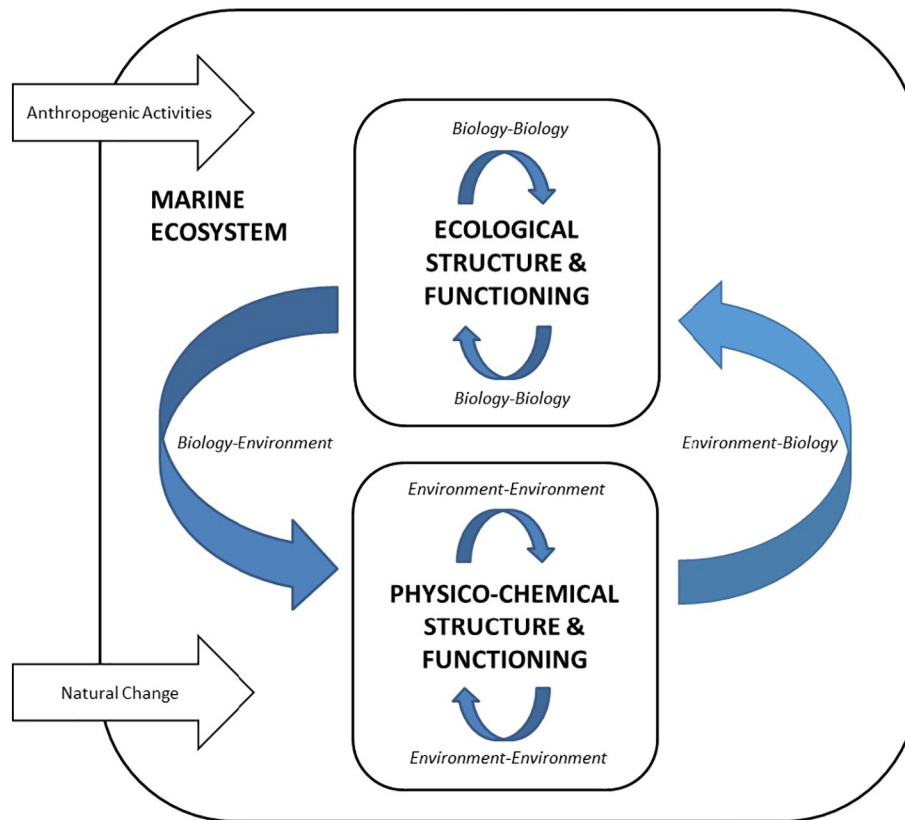 Anthropogenic Activities
MARINE
ECOSYSTEM
Biology-Biology
ECOLOGICAL
STRUCTURE &
FUNCTIONING
Biology-Biology
Biology-Environment
Environment-Biology
Environment-Environment
PHYSICO-CHEMICAL
STRUCTURE &
FUNCTIONING
Environment-Environment
Natural Change